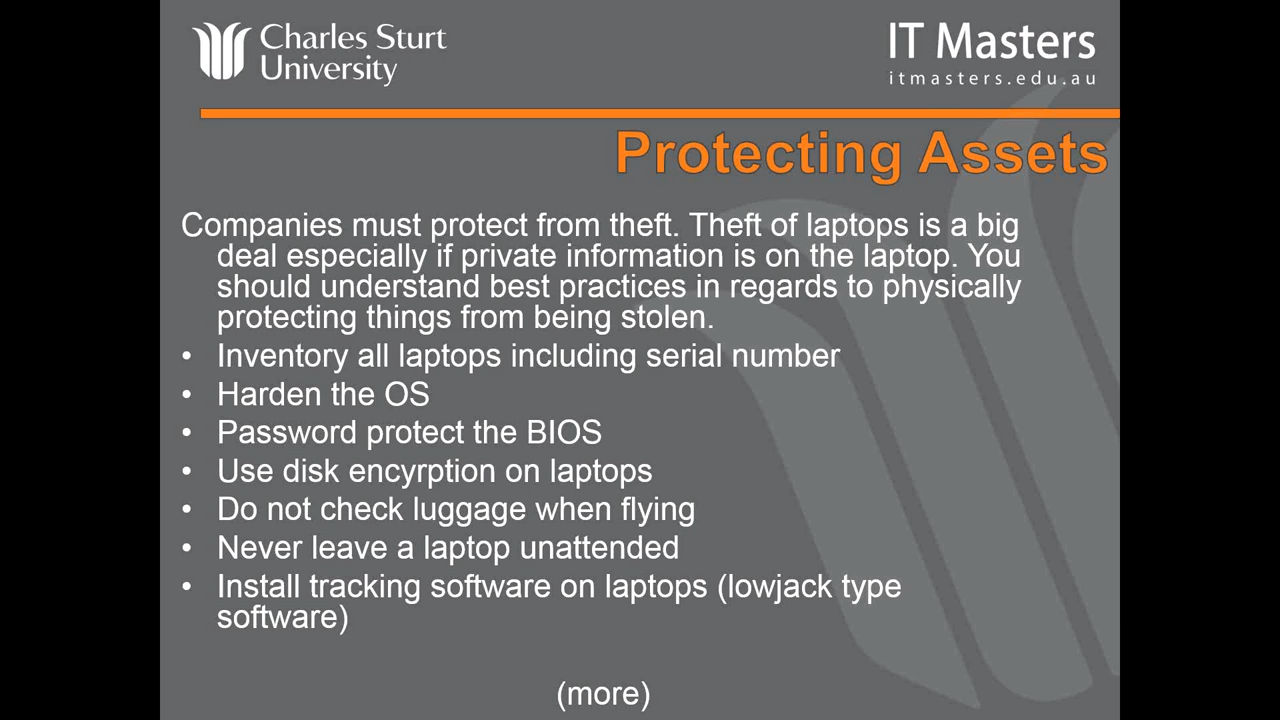 Charles Sturt
University
IT Masters
itmasters.edu.au
Protecting Assets
Companies must protect from theft. Theft of laptops is a big
deal especially if private information is on the laptop. You
should understand best practices in regards to physically
protecting things from being stolen.
• Inventory all laptops including serial number
• Harden the OS
• Password protect the BIOS
• Use disk encyrption on laptops
• Do not check luggage when flying
• Never leave a laptop unattended
• Install tracking software on laptops (lowjack type
software)
(more)